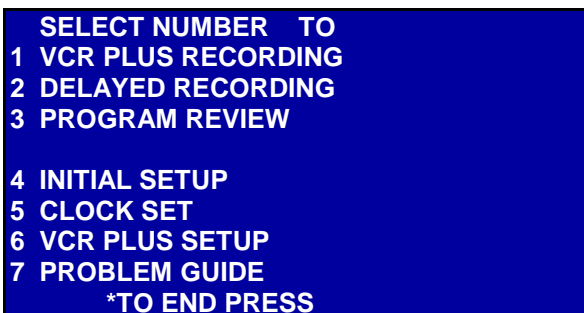 SELECT NUMBER TO
1 VCR PLUS RECORDING
2 DELAYED RECORDING
3 PROGRAM REVIEW
4 INITIAL SETUP
5 CLOCK SET
6 VCR PLUS SETUP
7 PROBLEM GUIDE
*TO END PRESS